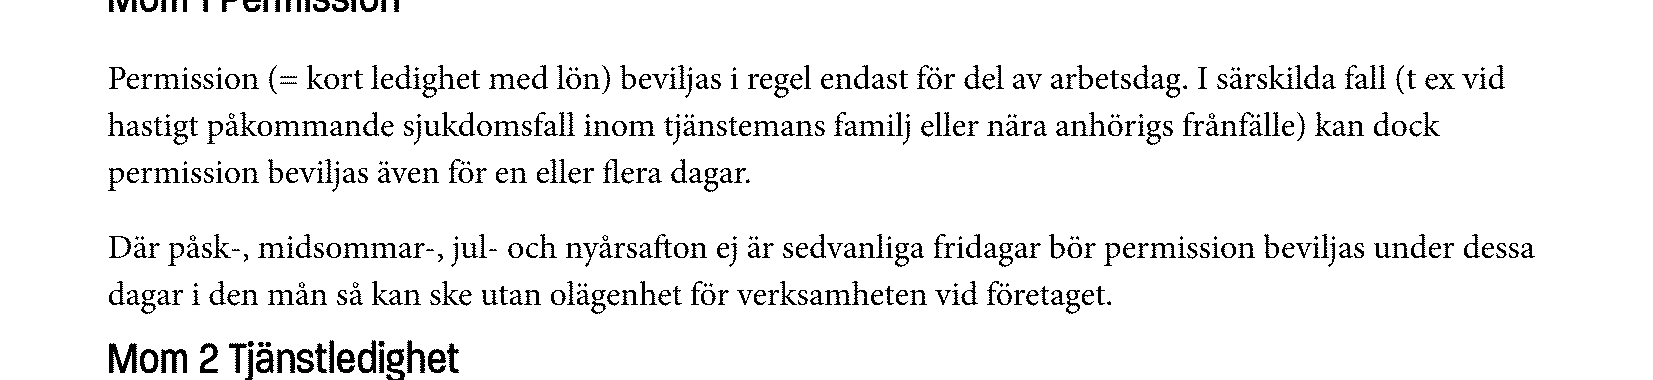 Mom 1 Permission
Permission (= kort ledighet med lön) beviljas i regel endast för del av arbetsdag. I särskilda fall (t ex vid
hastigt påkommande sjukdomsfall inom tjänstemans familj eller nära anhörigs frånfälle) kan dock
permission beviljas även för en eller flera dagar.
Där påsk-, midsommar-, jul- och nyårsafton ej är sedvanliga fridagar bör permission beviljas under dessa
dagar i den mån så kan ske utan olägenhet för verksamheten vid företaget.
Mom 2 Tjänstledighet